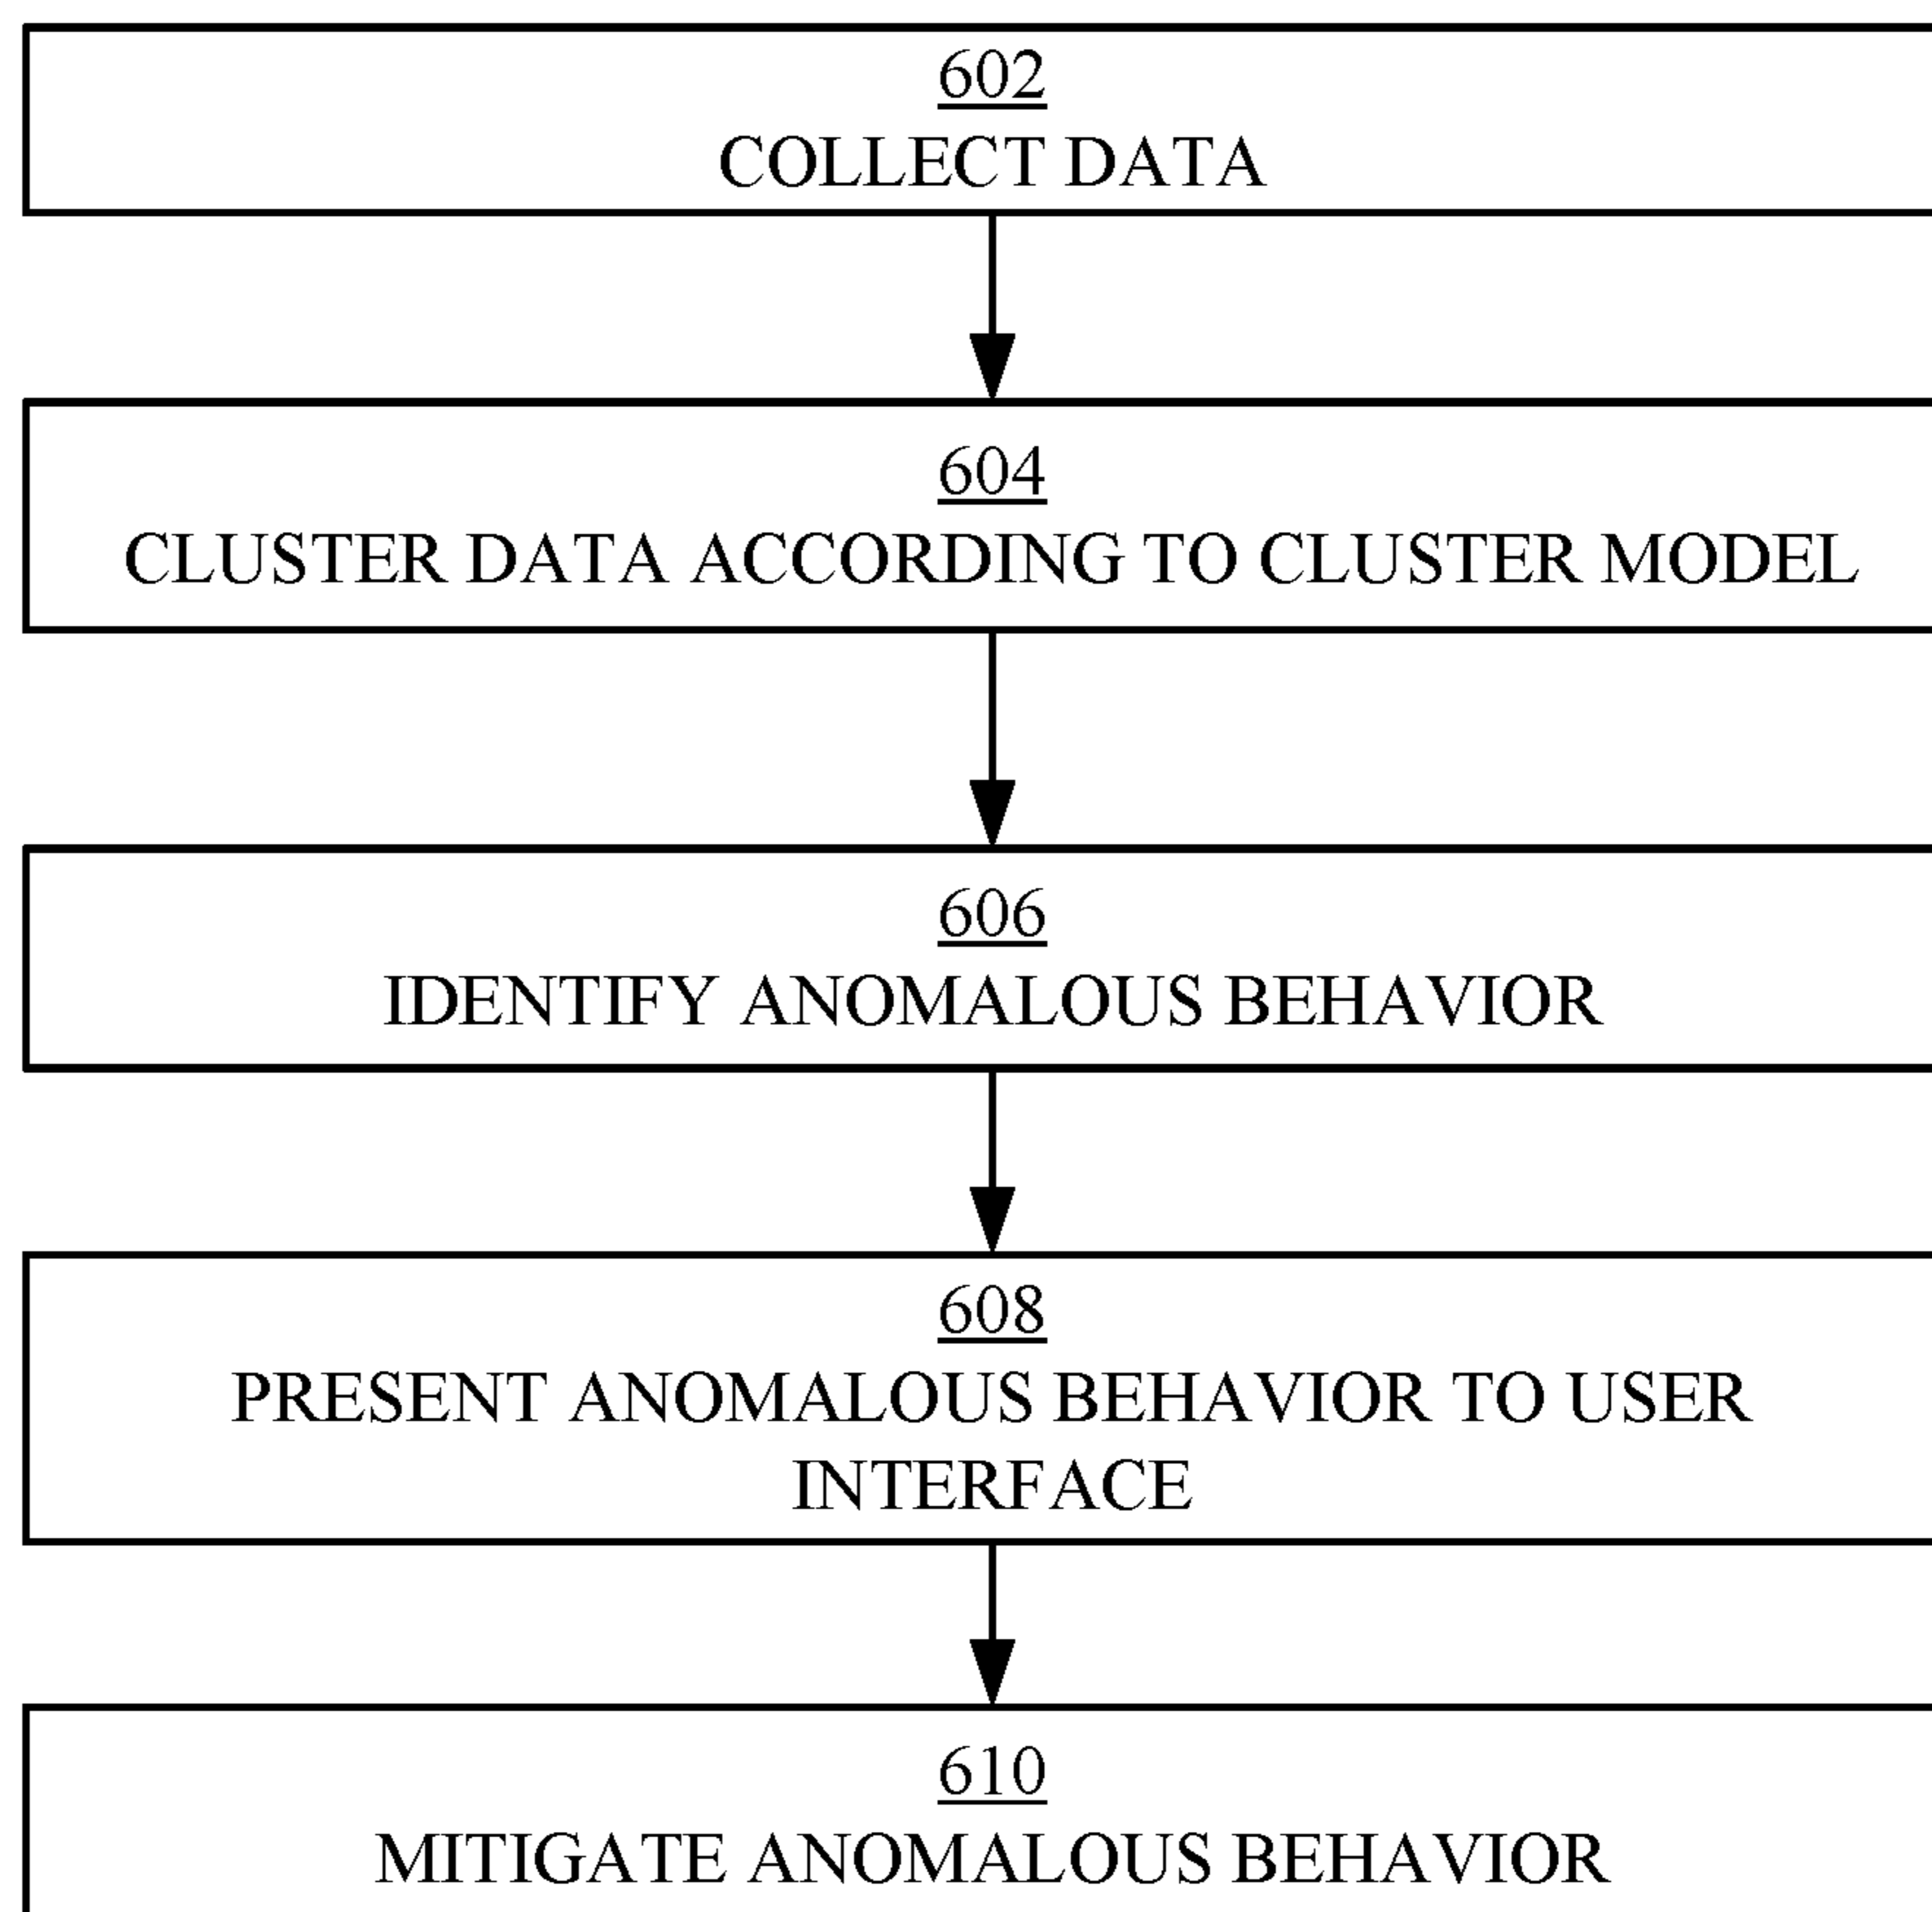 602
COLLECT DATA
604
CLUSTER DATA ACCORDING TO CLUSTER MODEL
606
IDENTIFY ANOMALOUS BEHAVIOR
608
PRESENT ANOMALOUS BEHAVIOR TO USER
INTERFACE
610
MITIGATE ANOMALOUS BEHAVIOR